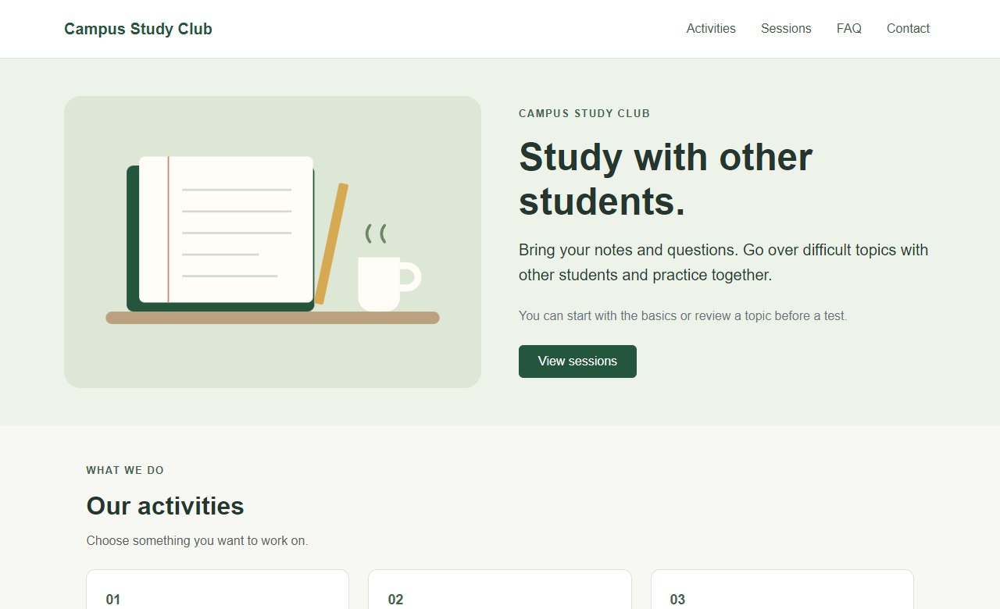 Campus Study Club
Activities
Sessions
FAQ
Contact
CAMPUS STUDY CLUB
Study with other
students.
Bring your notes and questions. Go over difficult topics with
other students and practice together.
You can start with the basics or review a topic before a test.
View sessions
WHAT WE DO
Our activities
Choose something you want to work on.
01
02
03